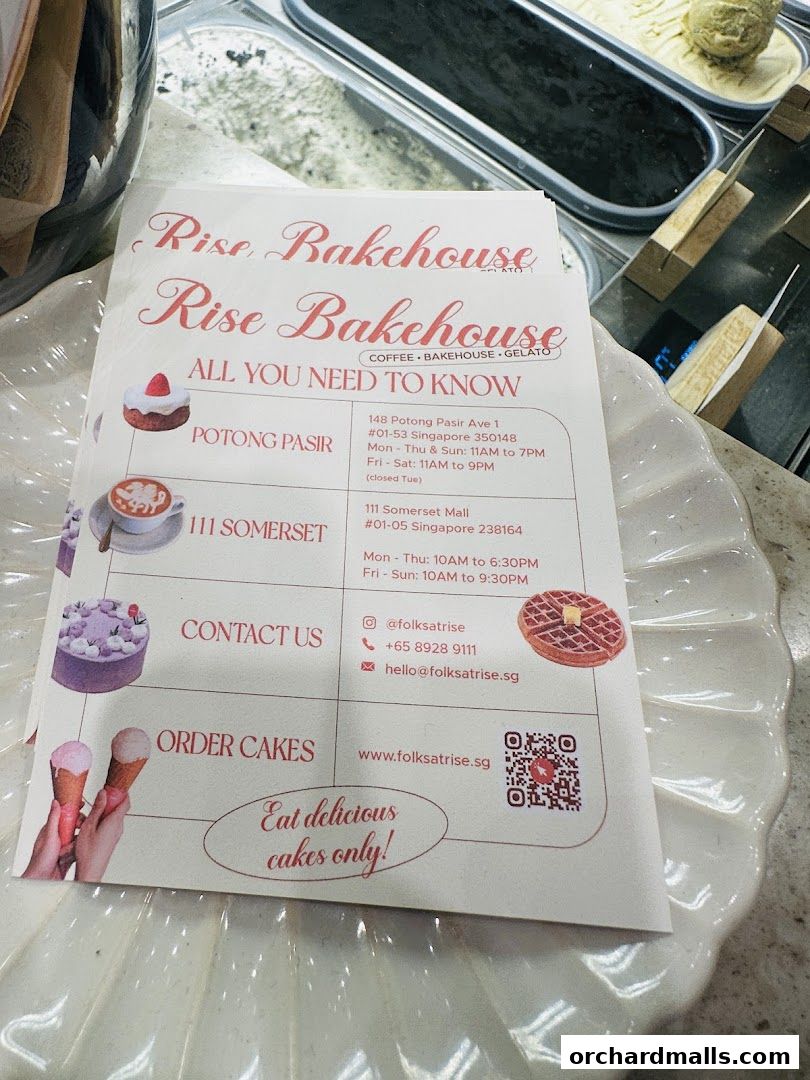 Rise Bakehouse
GELATO
Rise Bakehouse
COFFEE • BAKEHOUSE • GELATO
ALL YOU NEED TO KNOW
POTONG PASIR
148 Potong Pasir Ave 1
#01-53 Singapore 350148
Mon - Thu & Sun: 11AM to 7PM
Fri - Sat: 11AM to 9PM
(closed Tue)
111 SOMERSET
111 Somerset Mall
#01-05 Singapore 238164
Mon - Thu: 10AM to 6:30PM
Fri - Sun: 10AM to 9:30PM
CONTACT US
@folksatrise
+65 8928 9111
hello@folksatrise.sg
ORDER CAKES
www.folksatrise.sg
Eat delicious
cakes only!
orchardmalls.com